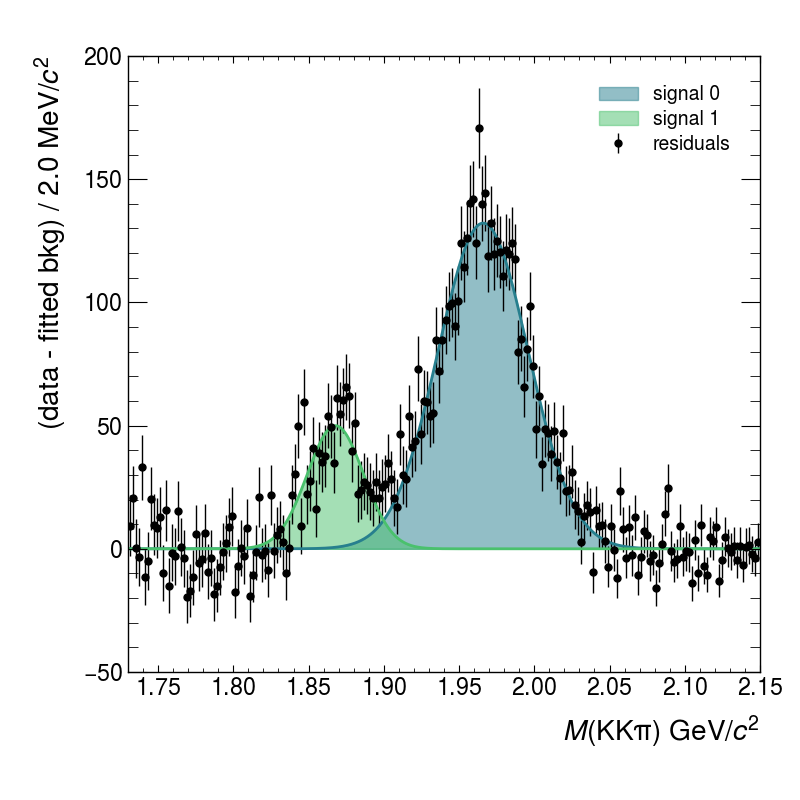 200
150
100
50
0
−50
(data - fitted bkg) / 2.0 MeV/c²
signal 0
signal 1
residuals
1.75 1.80 1.85 1.90 1.95 2.00 2.05 2.10 2.15
M(KKπ) GeV/c²